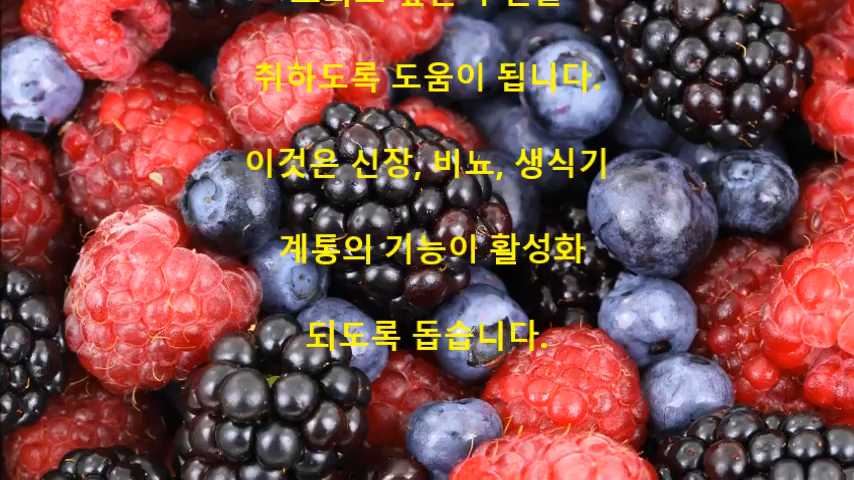 취하도록 도움이 됩니다.
이것은 신장, 비뇨, 생식기
계통의 기능이 활성화
되도록 돕습니다.